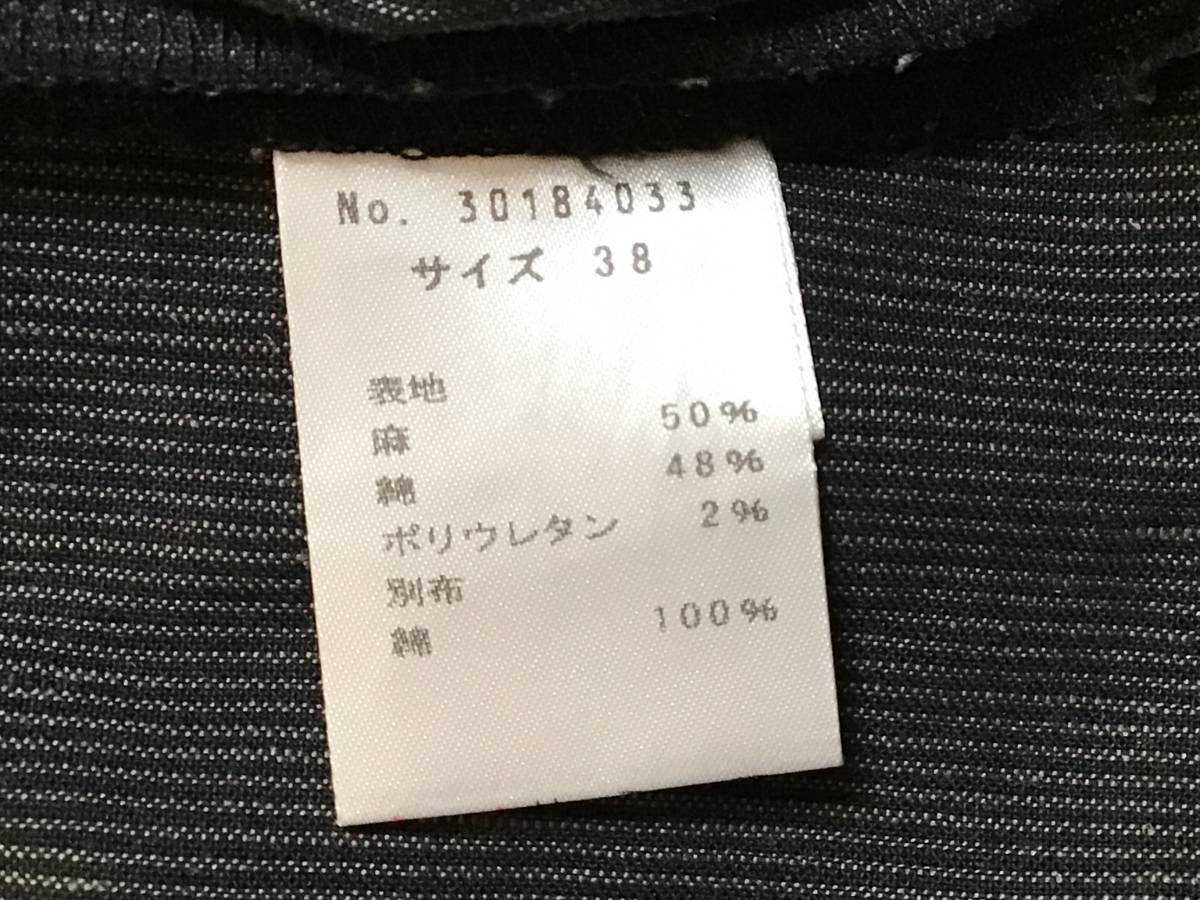 No. 30184033
サイズ 38
表地
麻 50%
綿 48%
ポリウレタン 2%
別布
綿 100%